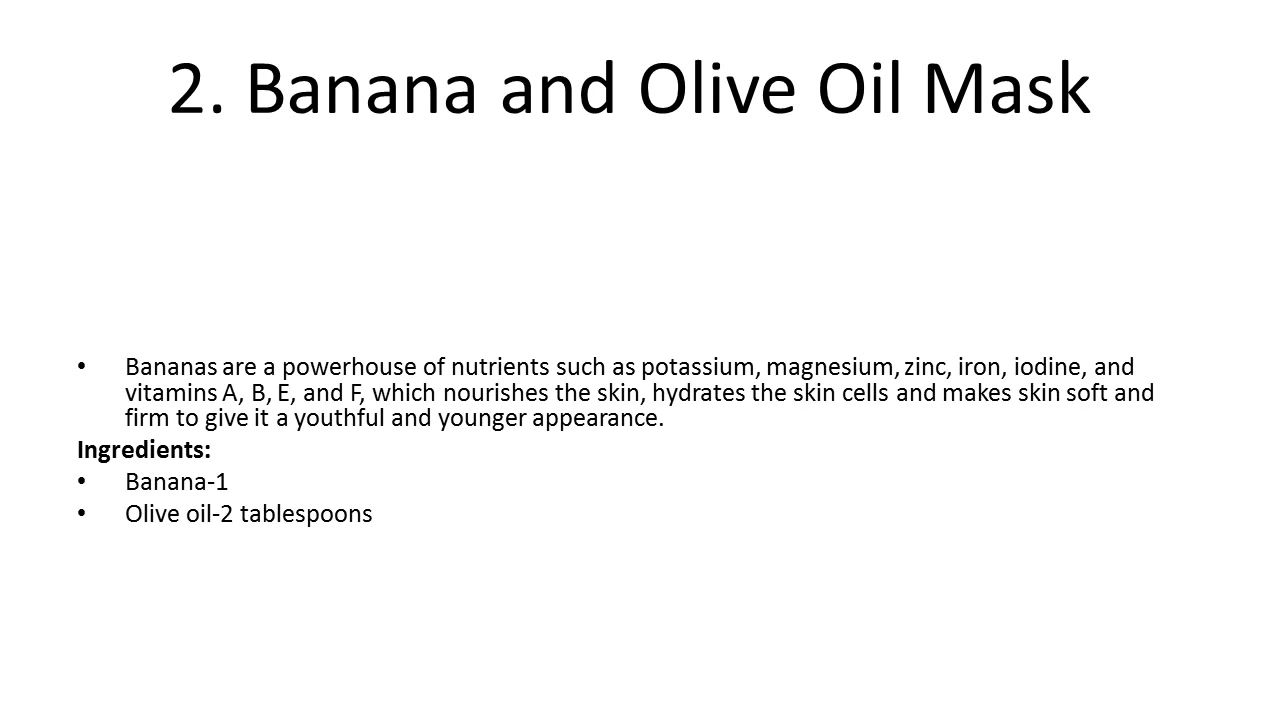 2. Banana and Olive Oil Mask
• Bananas are a powerhouse of nutrients such as potassium, magnesium, zinc, iron, iodine, and
vitamins A, B, E, and F, which nourishes the skin, hydrates the skin cells and makes skin soft and
firm to give it a youthful and younger appearance.
Ingredients:
• Banana-1
• Olive oil-2 tablespoons